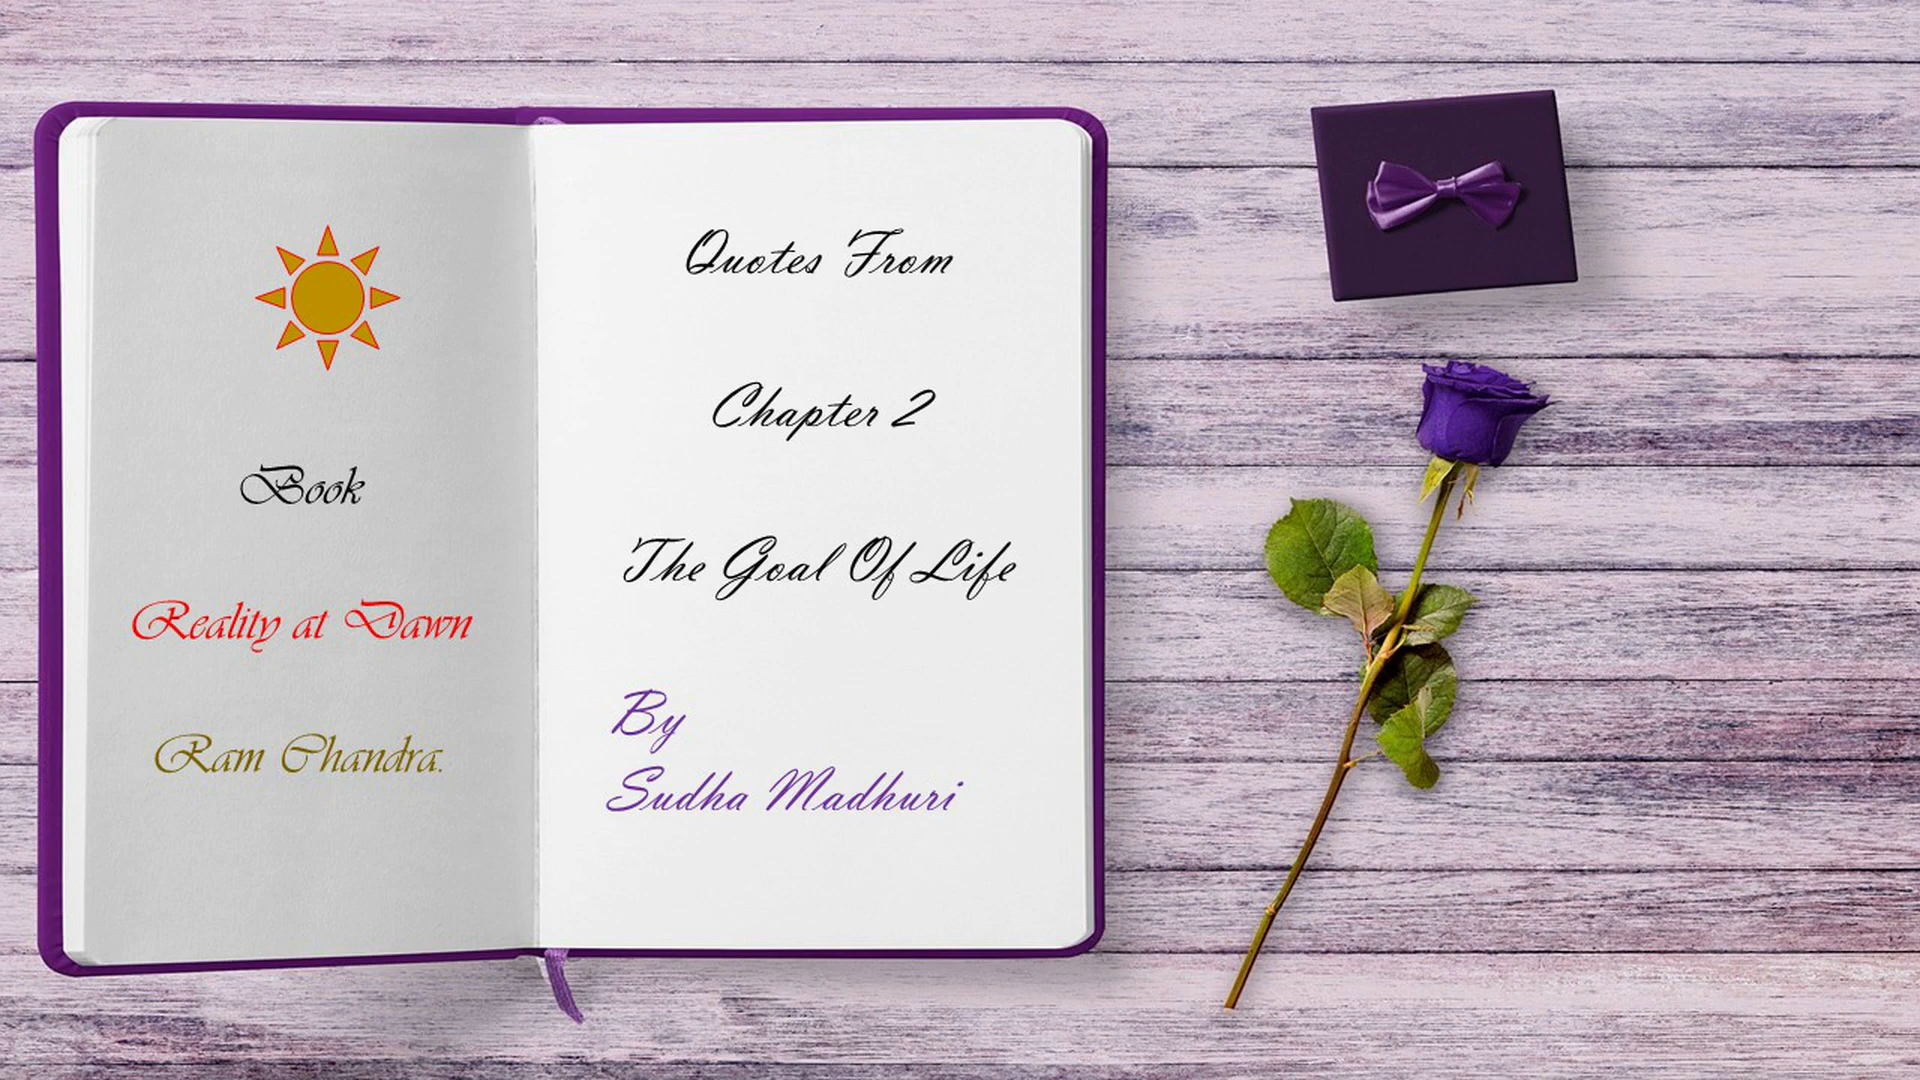 Book
Reality at Dawn
Ram Chandra.
Quotes From
Chapter 2
The Goal Of Life
By
Sudha Madhuri